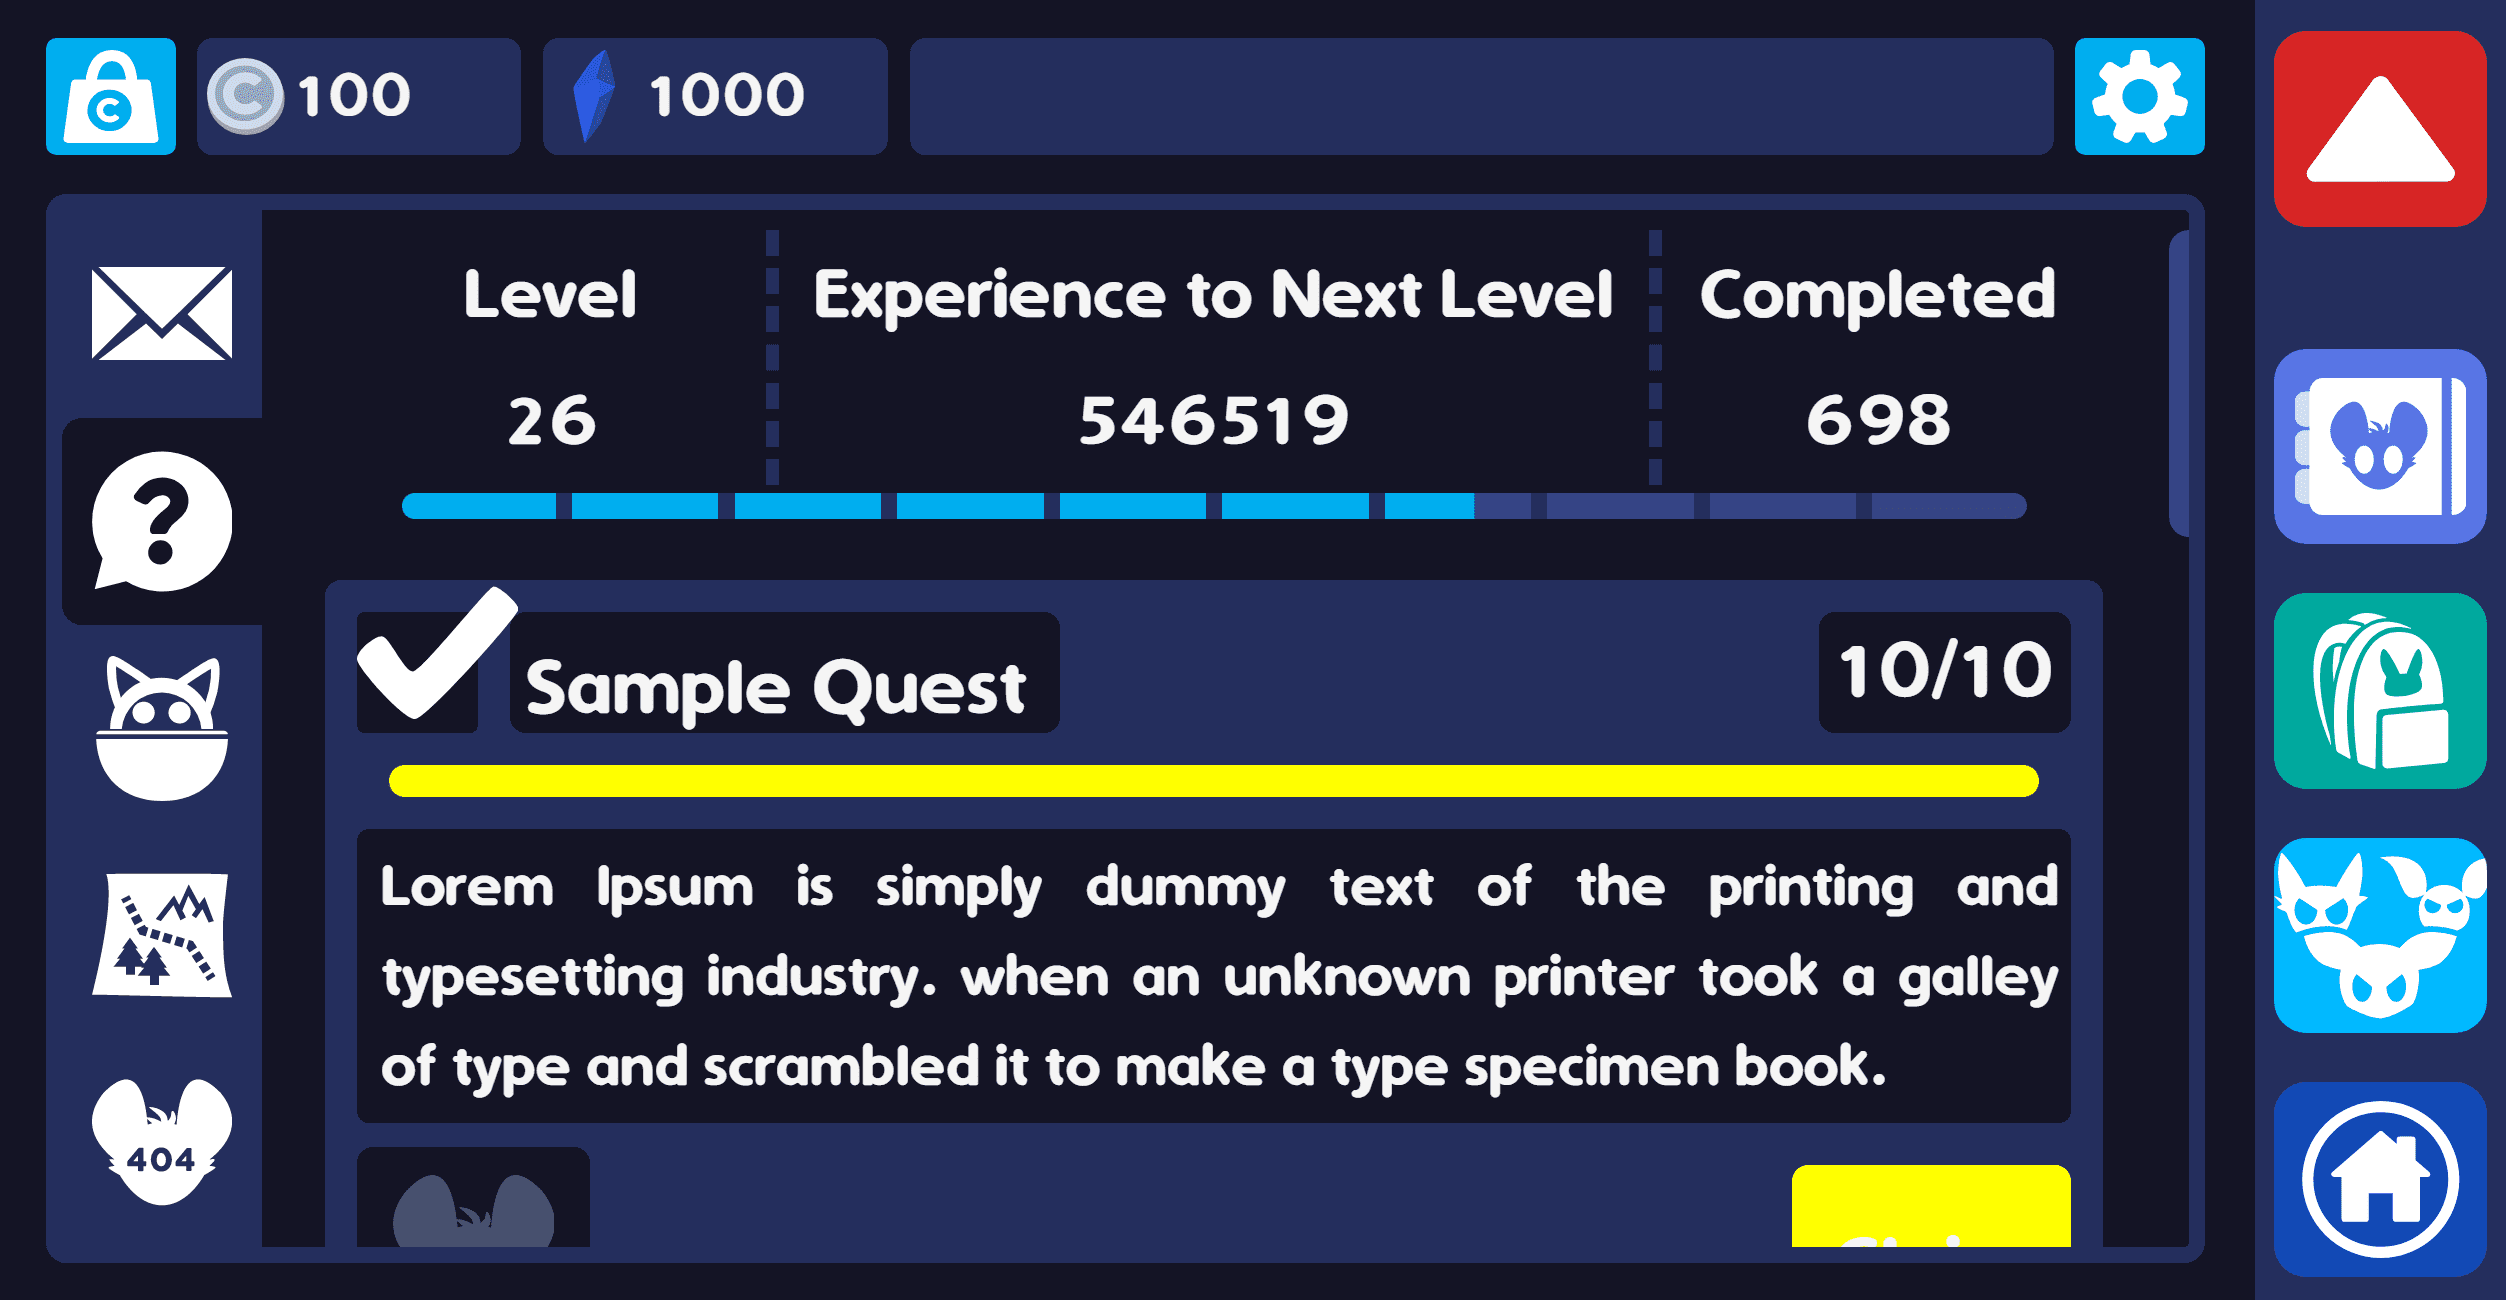 C
C
100
1000
Level
Experience to Next Level
Completed
26
546519
698
?
Sample Quest
10/10
Lorem Ipsum is simply dummy text of the printing and
typesetting industry. when an unknown printer took a galley
of type and scrambled it to make a type specimen book.
404